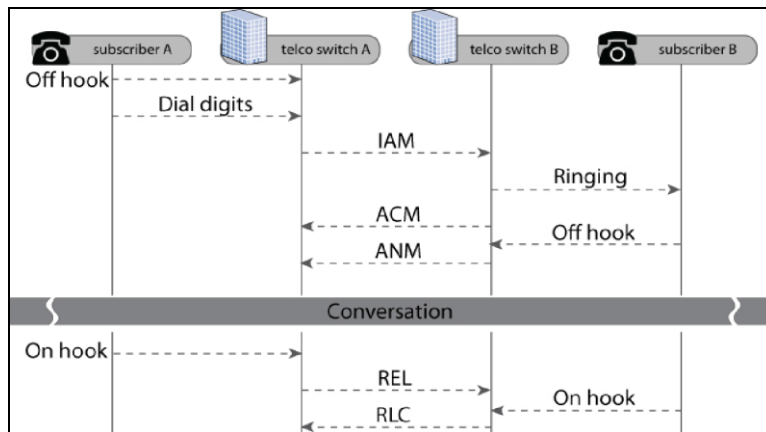 subscriber A
telco switch A
telco switch B
subscriber B
Off hook
Dial digits
IAM
Ringing
ACM
Off hook
ANM
Conversation
On hook
REL
On hook
RLC